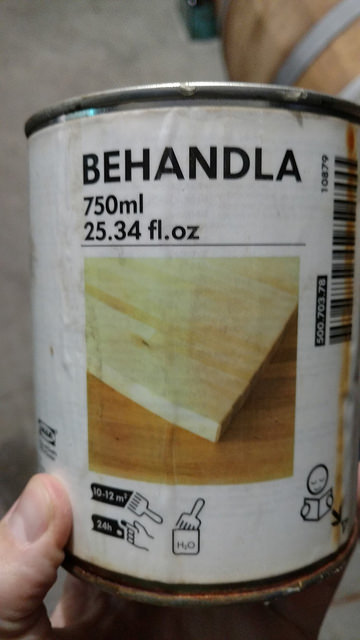 BEHANDLA
750ml
25.34 fl.oz
10879
500.703.78
10-12 m²
24h
H₂O